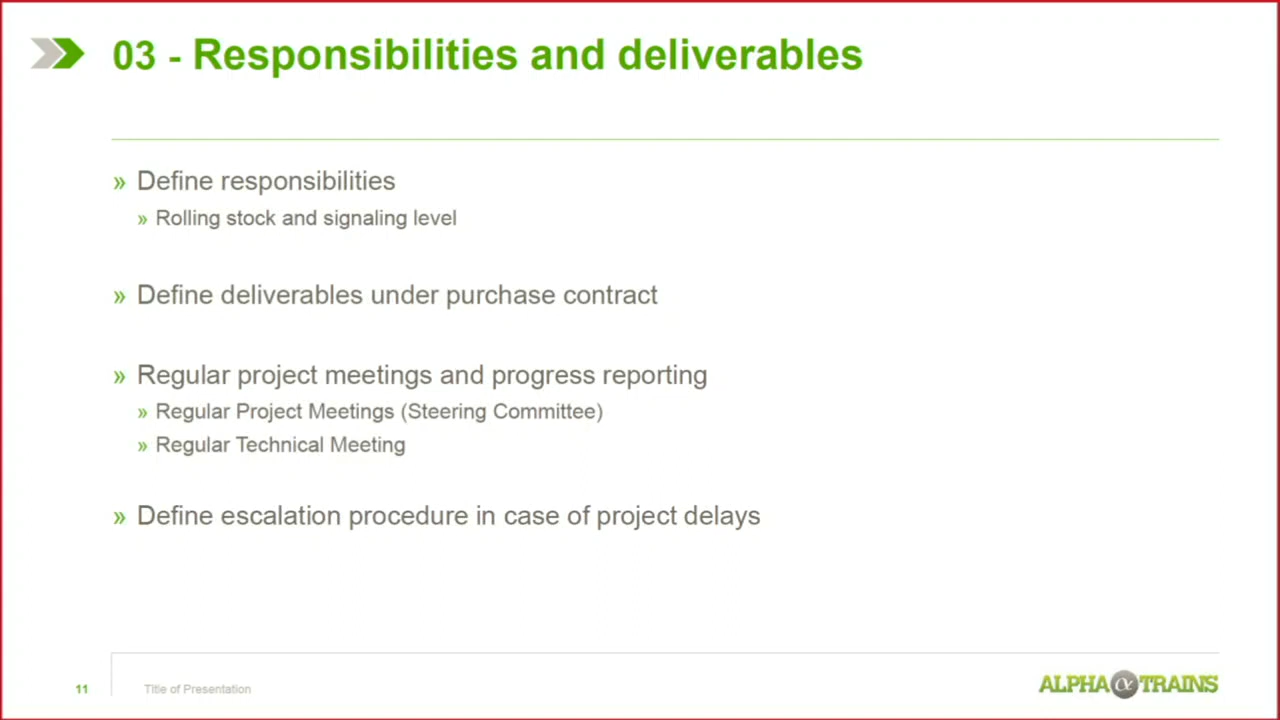 03 - Responsibilities and deliverables
» Define responsibilities
» Rolling stock and signaling level
» Define deliverables under purchase contract
» Regular project meetings and progress reporting
» Regular Project Meetings (Steering Committee)
» Regular Technical Meeting
» Define escalation procedure in case of project delays
11 Title of Presentation
ALPHA α TRAINS